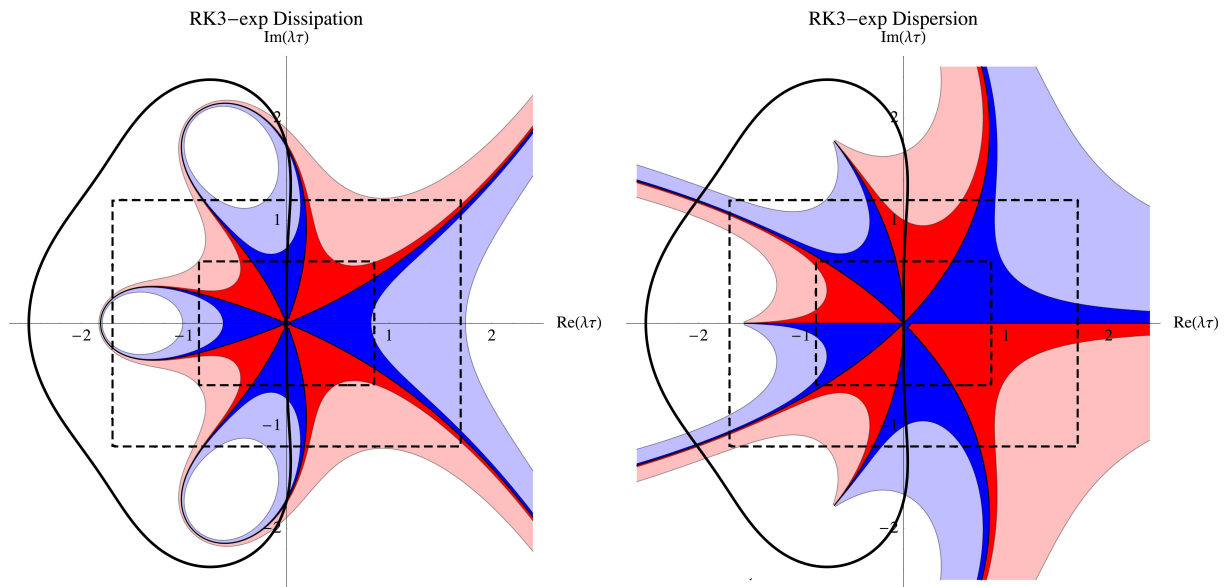 RK3−exp Dissipation
Im(λτ)
2
1
−2
−1
1
2
Re(λτ)
−1
−2
RK3−exp Dispersion
Im(λτ)
2
1
−2
−1
1
2
Re(λτ)
−1
−2